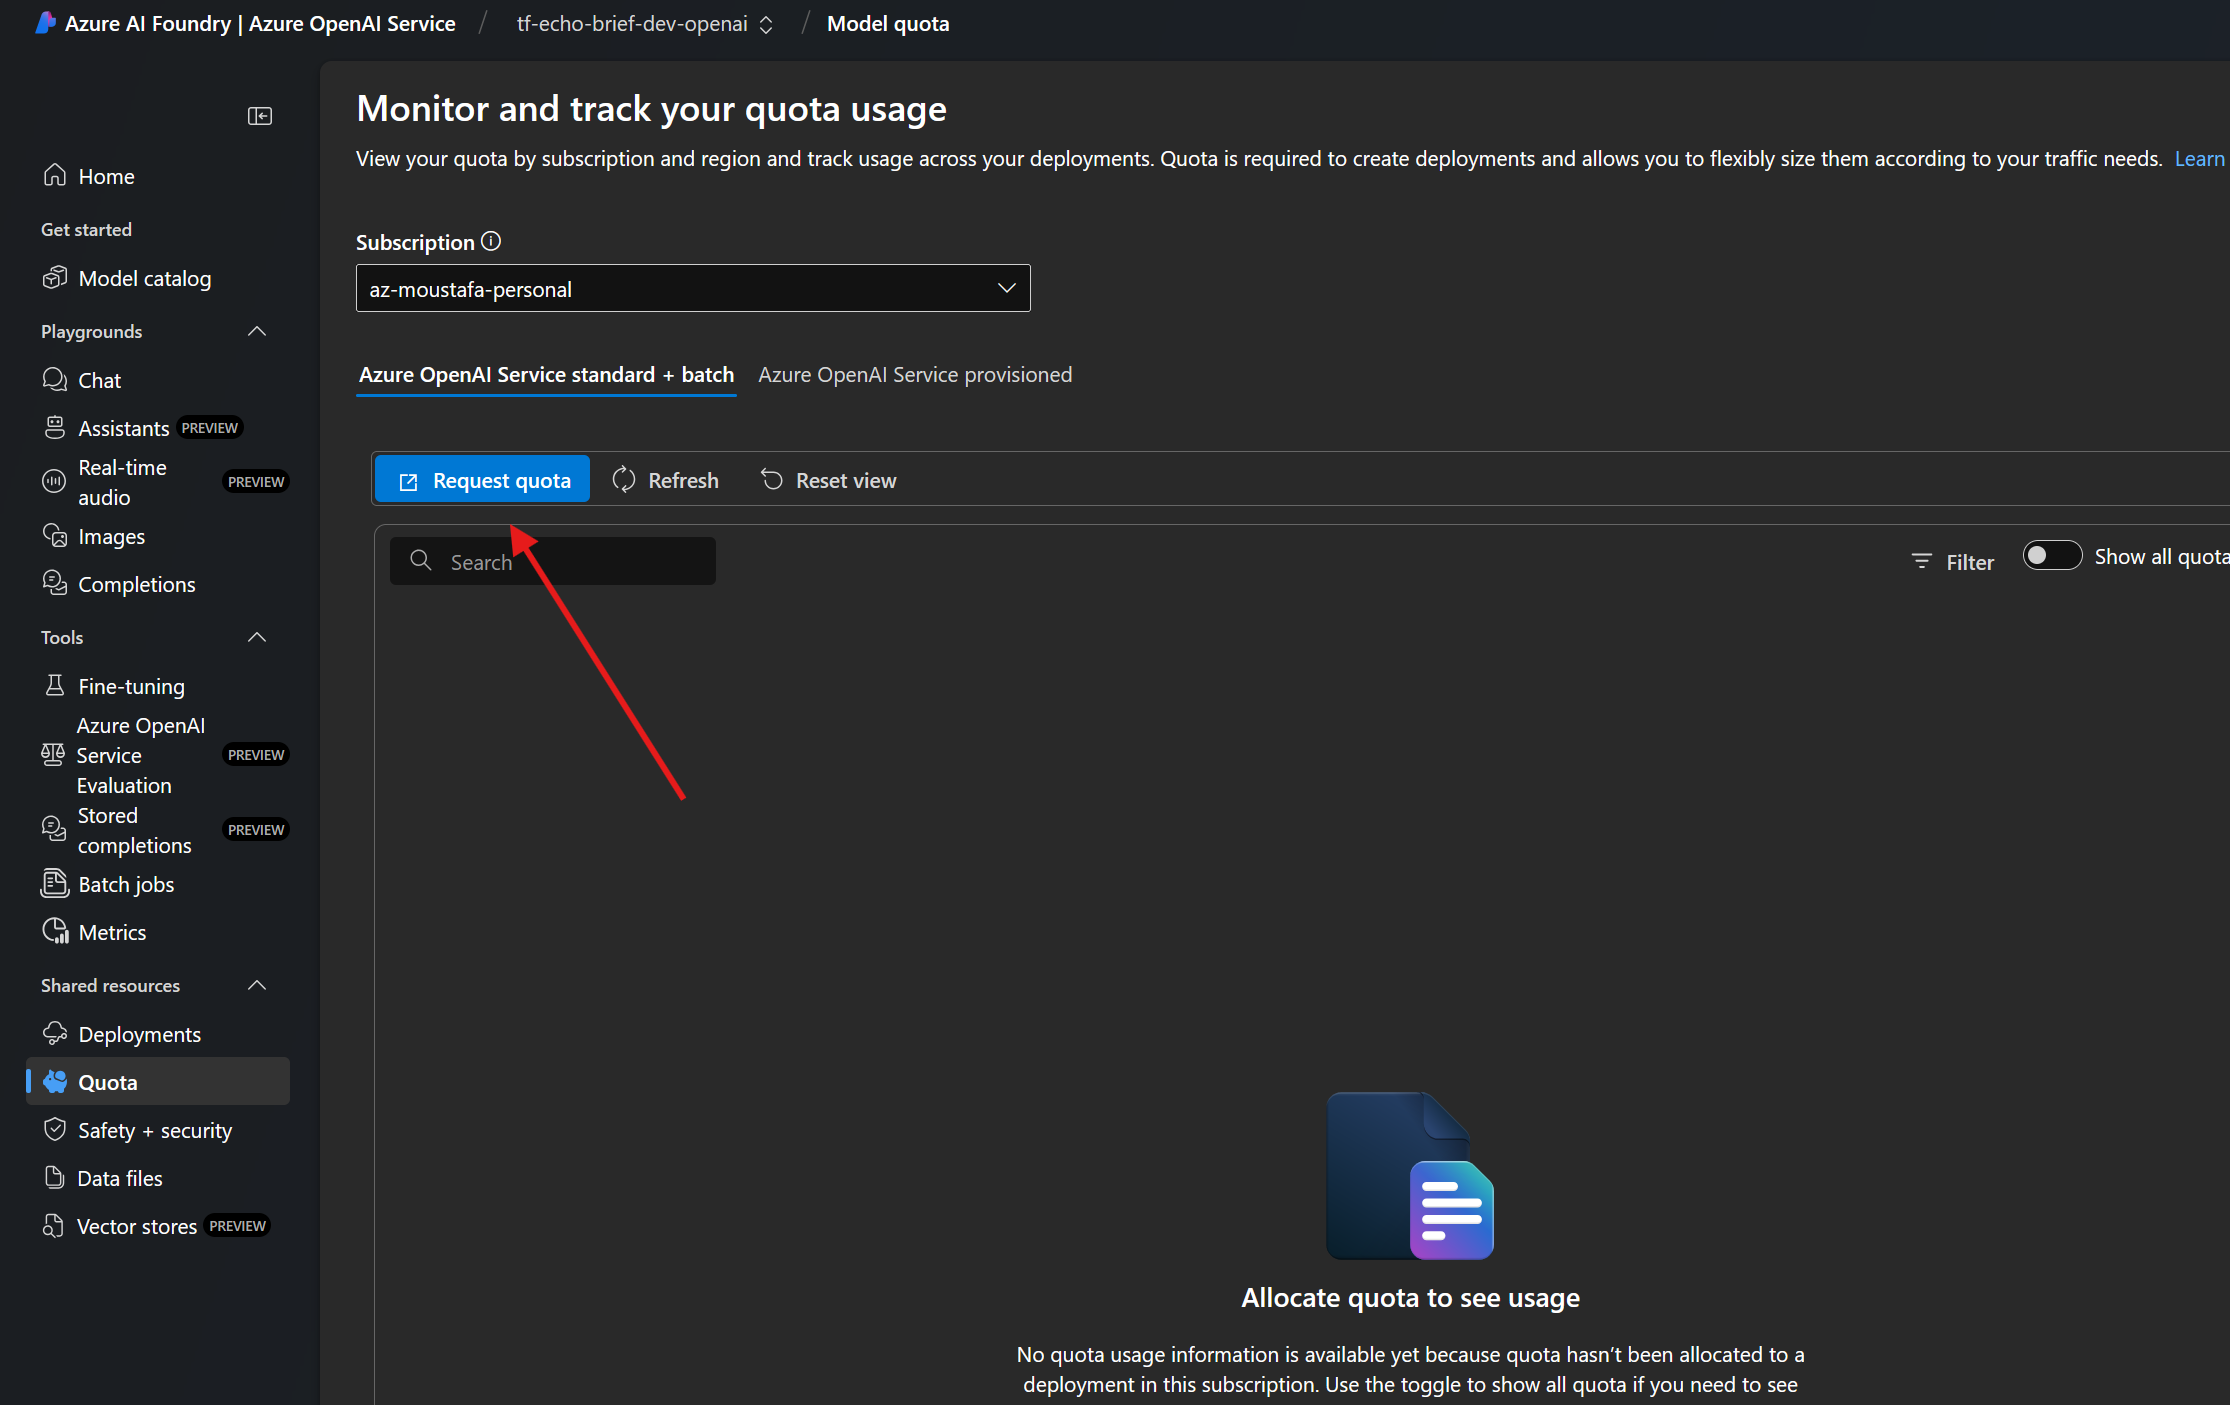 Azure AI Foundry | Azure OpenAI Service / tf-echo-brief-dev-openai / Model quota
Home
Get started
Model catalog
Playgrounds
Chat
Assistants PREVIEW
Real-time
audio
PREVIEW
Images
Completions
Tools
Fine-tuning
Azure OpenAI
Service
Evaluation
PREVIEW
Stored
completions
PREVIEW
Batch jobs
Metrics
Shared resources
Deployments
Quota
Safety + security
Data files
Vector stores PREVIEW
Monitor and track your quota usage
View your quota by subscription and region and track usage across your deployments. Quota is required to create deployments and allows you to flexibly size them according to your traffic needs. Learn
Subscription
az-moustafa-personal
Azure OpenAI Service standard + batch Azure OpenAI Service provisioned
Request quota Refresh Reset view
Search Filter Show all quota
Allocate quota to see usage
No quota usage information is available yet because quota hasn't been allocated to a
deployment in this subscription. Use the toggle to show all quota if you need to see